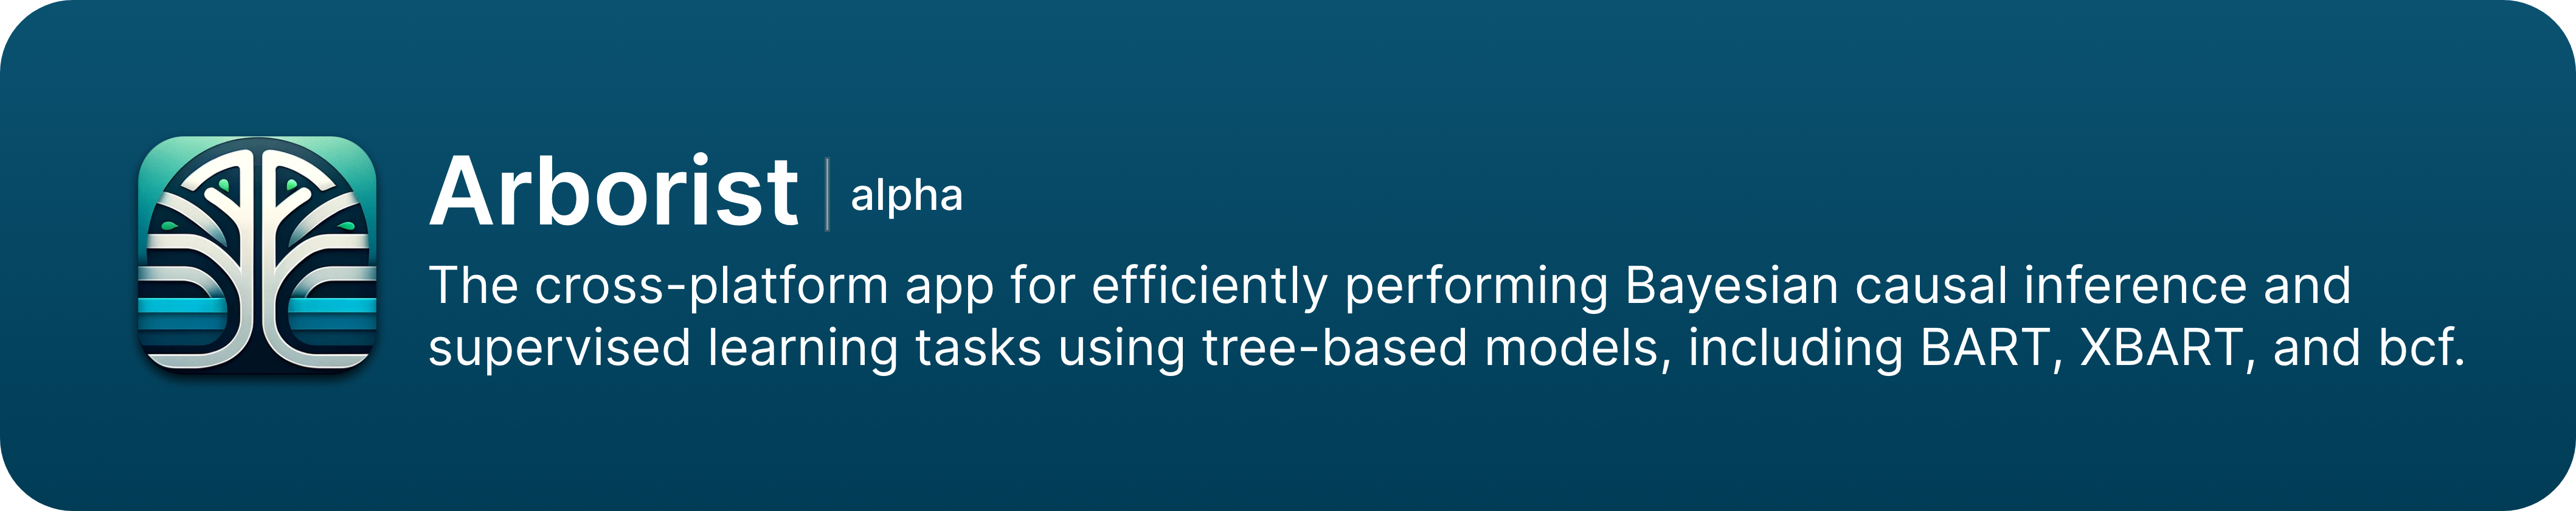 Arborist | alpha
The cross-platform app for efficiently performing Bayesian causal inference and
supervised learning tasks using tree-based models, including BART, XBART, and bcf.